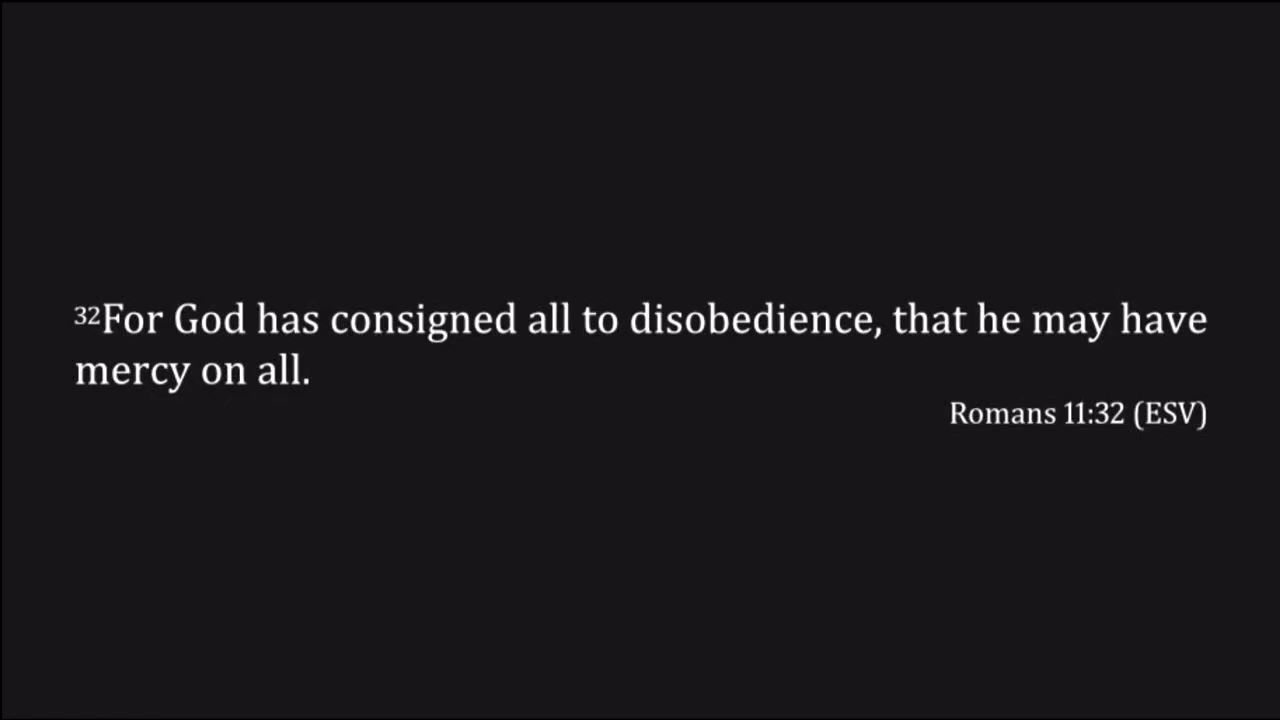 ³²For God has consigned all to disobedience, that he may have
mercy on all.
Romans 11:32 (ESV)